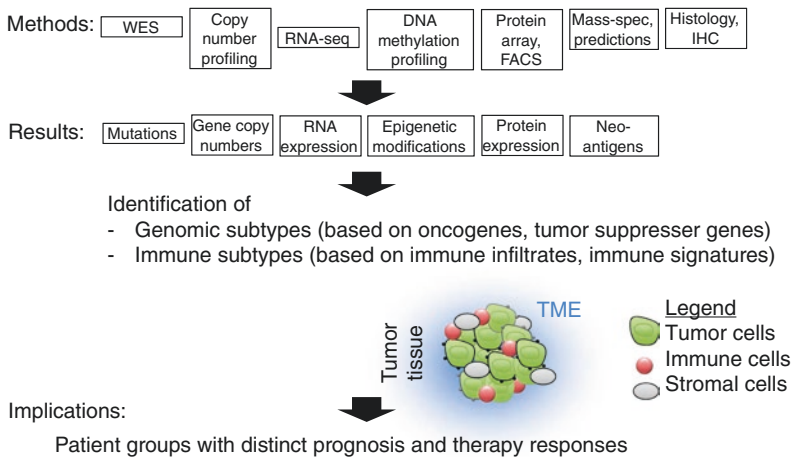 Methods:
WES
Copy
number
profiling
RNA-seq
DNA
methylation
profiling
Protein
array,
FACS
Mass-spec,
predictions
Histology,
IHC
Results:
Mutations
Gene copy
numbers
RNA
expression
Epigenetic
modifications
Protein
expression
Neo-
antigens
Identification of
- Genomic subtypes (based on oncogenes, tumor suppresser genes)
- Immune subtypes (based on immune infiltrates, immune signatures)
Tumor
tissue
TME
Legend
Tumor cells
Immune cells
Stromal cells
Implications:
Patient groups with distinct prognosis and therapy responses